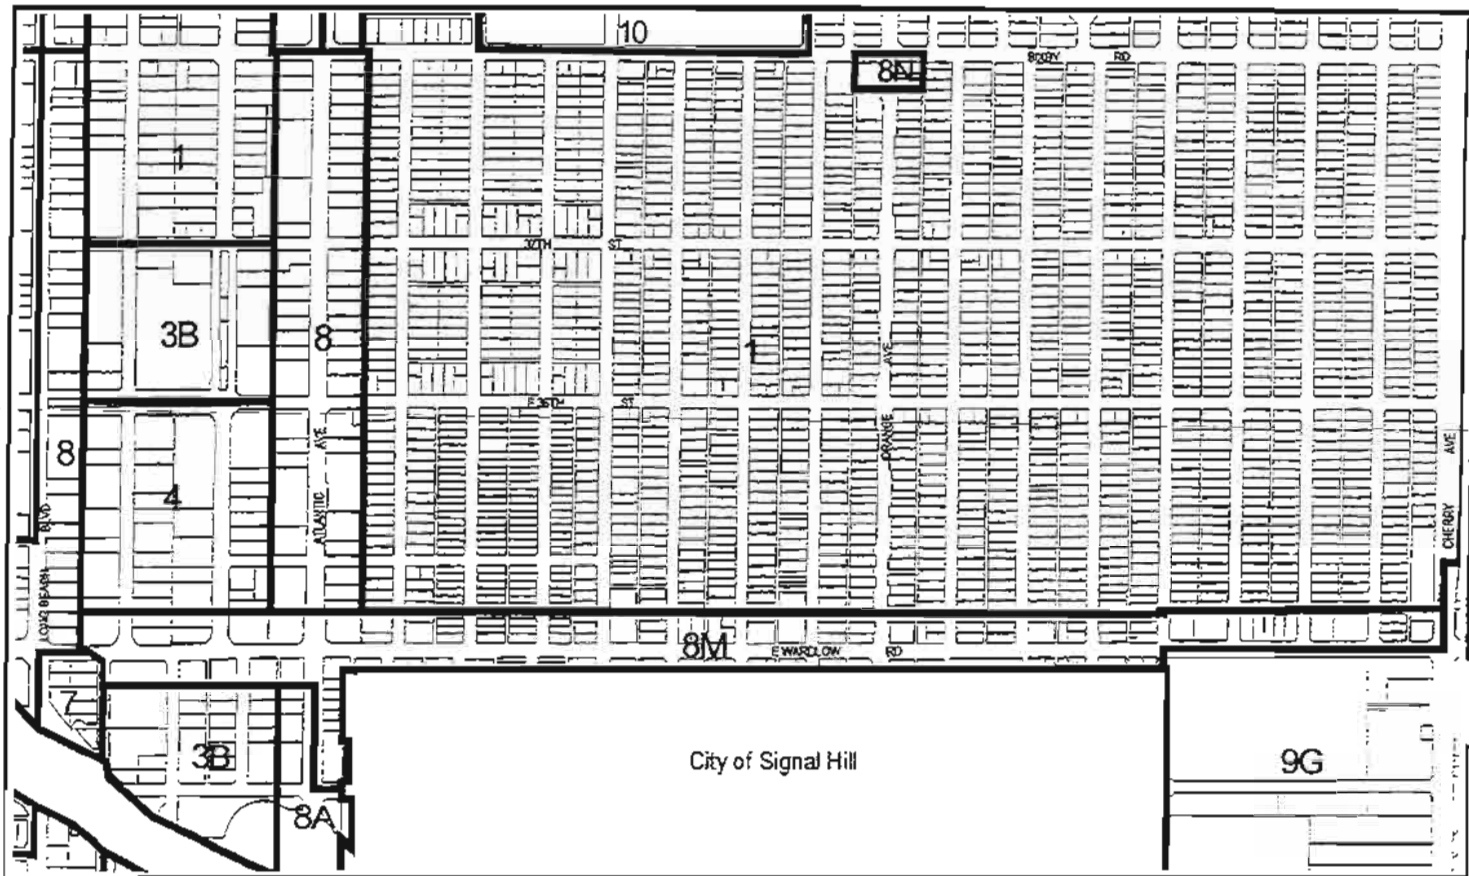 10
8N
BIXBY RD
1
37TH ST
3B
8
1
AVE
E 36TH ST
8
ATLANTIC AVE
ORANGE
CHERRY AVE
4
LONG BEACH BLVD
8M
E WARDLOW RD
7
3B
City of Signal Hill
9G
8A